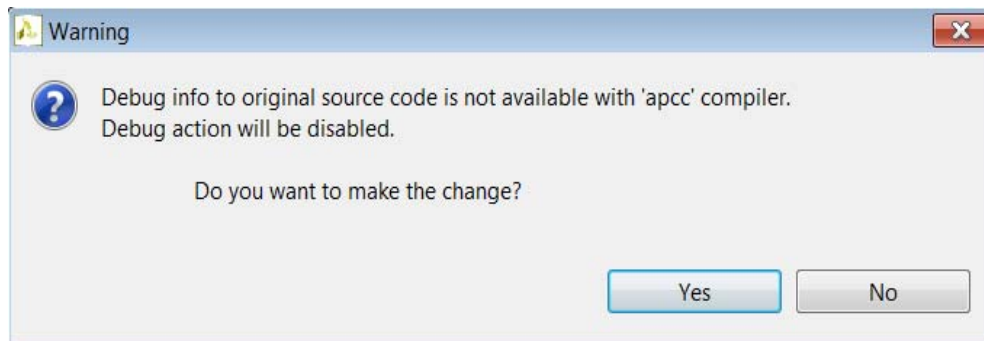 Warning
Debug info to original source code is not available with 'apcc' compiler.
Debug action will be disabled.
Do you want to make the change?
Yes
No